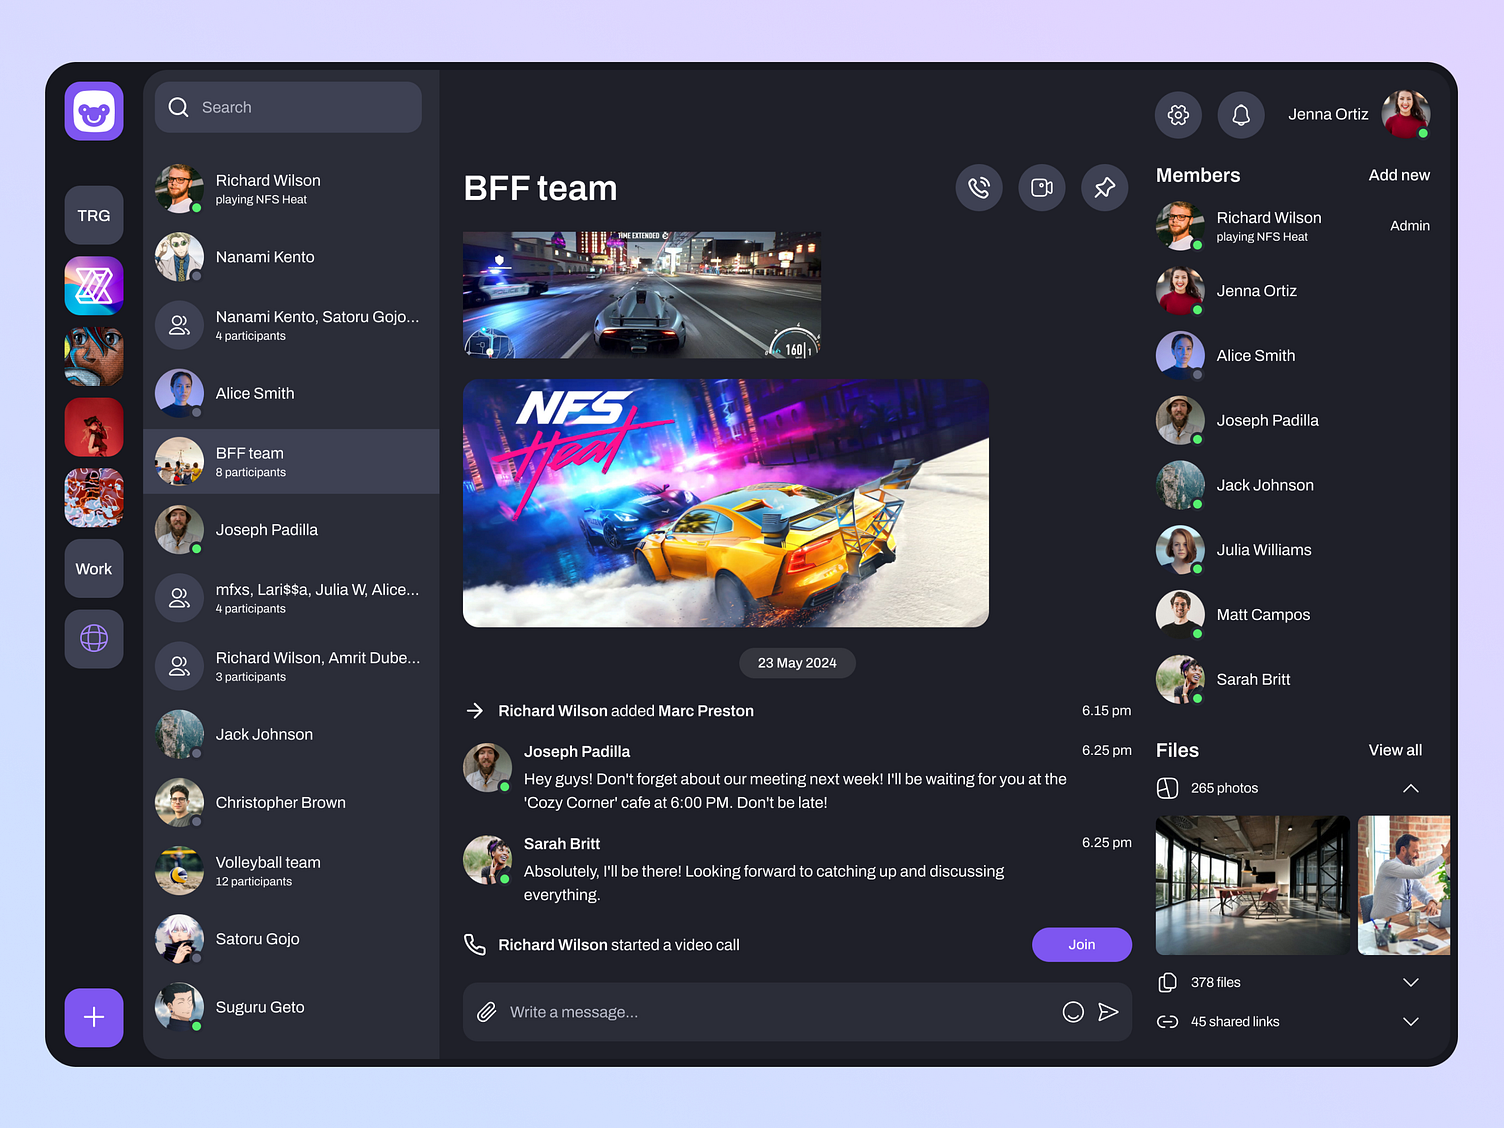 Search
TRG
Work
Richard Wilson
playing NFS Heat
Nanami Kento
Nanami Kento, Satoru Gojo...
4 participants
Alice Smith
BFF team
8 participants
Joseph Padilla
mfxs, Lari$$a, Julia W, Alice...
4 participants
Richard Wilson, Amrit Dube...
3 participants
Jack Johnson
Christopher Brown
Volleyball team
12 participants
Satoru Gojo
Suguru Geto
BFF team
TIME EXTENDED
POLICE
160
NFS
Heat
23 May 2024
Richard Wilson added Marc Preston
6.15 pm
Joseph Padilla
6.25 pm
Hey guys! Don't forget about our meeting next week! I'll be waiting for you at the
'Cozy Corner' cafe at 6:00 PM. Don't be late!
Sarah Britt
6.25 pm
Absolutely, I'll be there! Looking forward to catching up and discussing
everything.
Richard Wilson started a video call
Join
Write a message...
Jenna Ortiz
Members
Add new
Richard Wilson
playing NFS Heat
Admin
Jenna Ortiz
Alice Smith
Joseph Padilla
Jack Johnson
Julia Williams
Matt Campos
Sarah Britt
Files
View all
265 photos
378 files
45 shared links